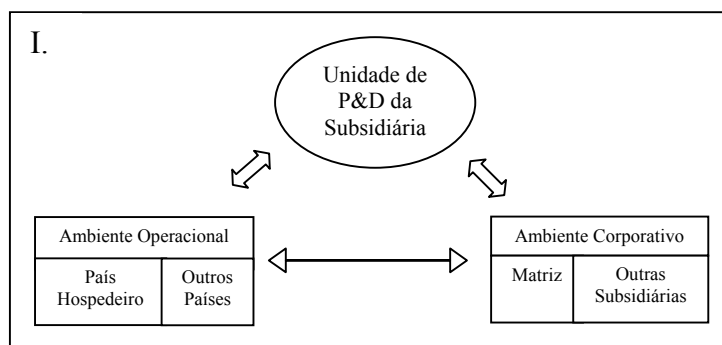 I.
Unidade de
P&D da
Subsidiária
Ambiente Operacional
País
Hospedeiro
Outros
Países
Ambiente Corporativo
Matriz
Outras
Subsidiárias